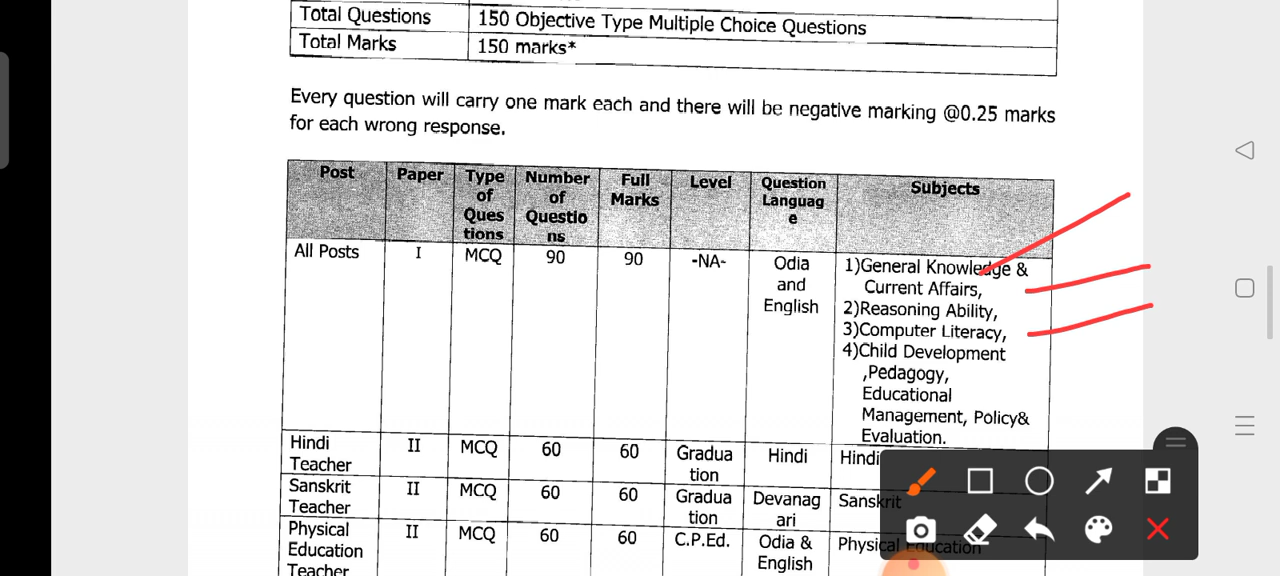 Total Questions 150 Objective Type Multiple Choice Questions
Total Marks 150 marks*
Every question will carry one mark each and there will be negative marking @0.25 marks
for each wrong response.
Post Paper Type of Ques tions Number of Questio ns Full Marks Level Question Languag e Subjects
All Posts I MCQ 90 90 -NA- Odia and English 1)General Knowledge &
Current Affairs,
2)Reasoning Ability,
3)Computer Literacy,
4)Child Development
,Pedagogy,
Educational
Management, Policy&
Evaluation.
Hindi Teacher II MCQ 60 60 Gradua tion Hindi Hindi
Sanskrit Teacher II MCQ 60 60 Gradua tion Devanag ari Sanskrit
Physical Education Teacher II MCQ 60 60 C.P.Ed. Odia & English Physical Education